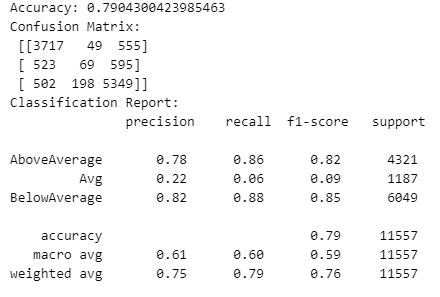 Accuracy: 0.7904300423985463
Confusion Matrix:
[[3717 49 555]
[ 523 69 595]
[ 502 198 5349]]
Classification Report:
precision recall f1-score support
AboveAverage 0.78 0.86 0.82 4321
Avg 0.22 0.06 0.09 1187
BelowAverage 0.82 0.88 0.85 6049
accuracy 0.79 11557
macro avg 0.61 0.60 0.59 11557
weighted avg 0.75 0.79 0.76 11557